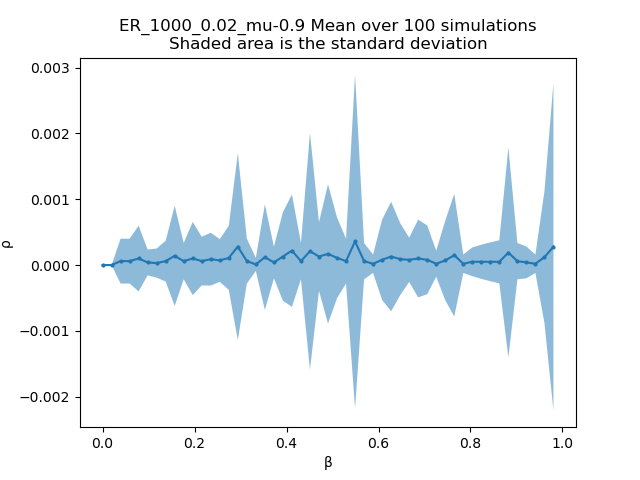 ER_1000_0.02_mu-0.9 Mean over 100 simulations
Shaded area is the standard deviation
0.003
0.002
0.001
0.000
−0.001
−0.002
ρ
0.0 0.2 0.4 0.6 0.8 1.0
β